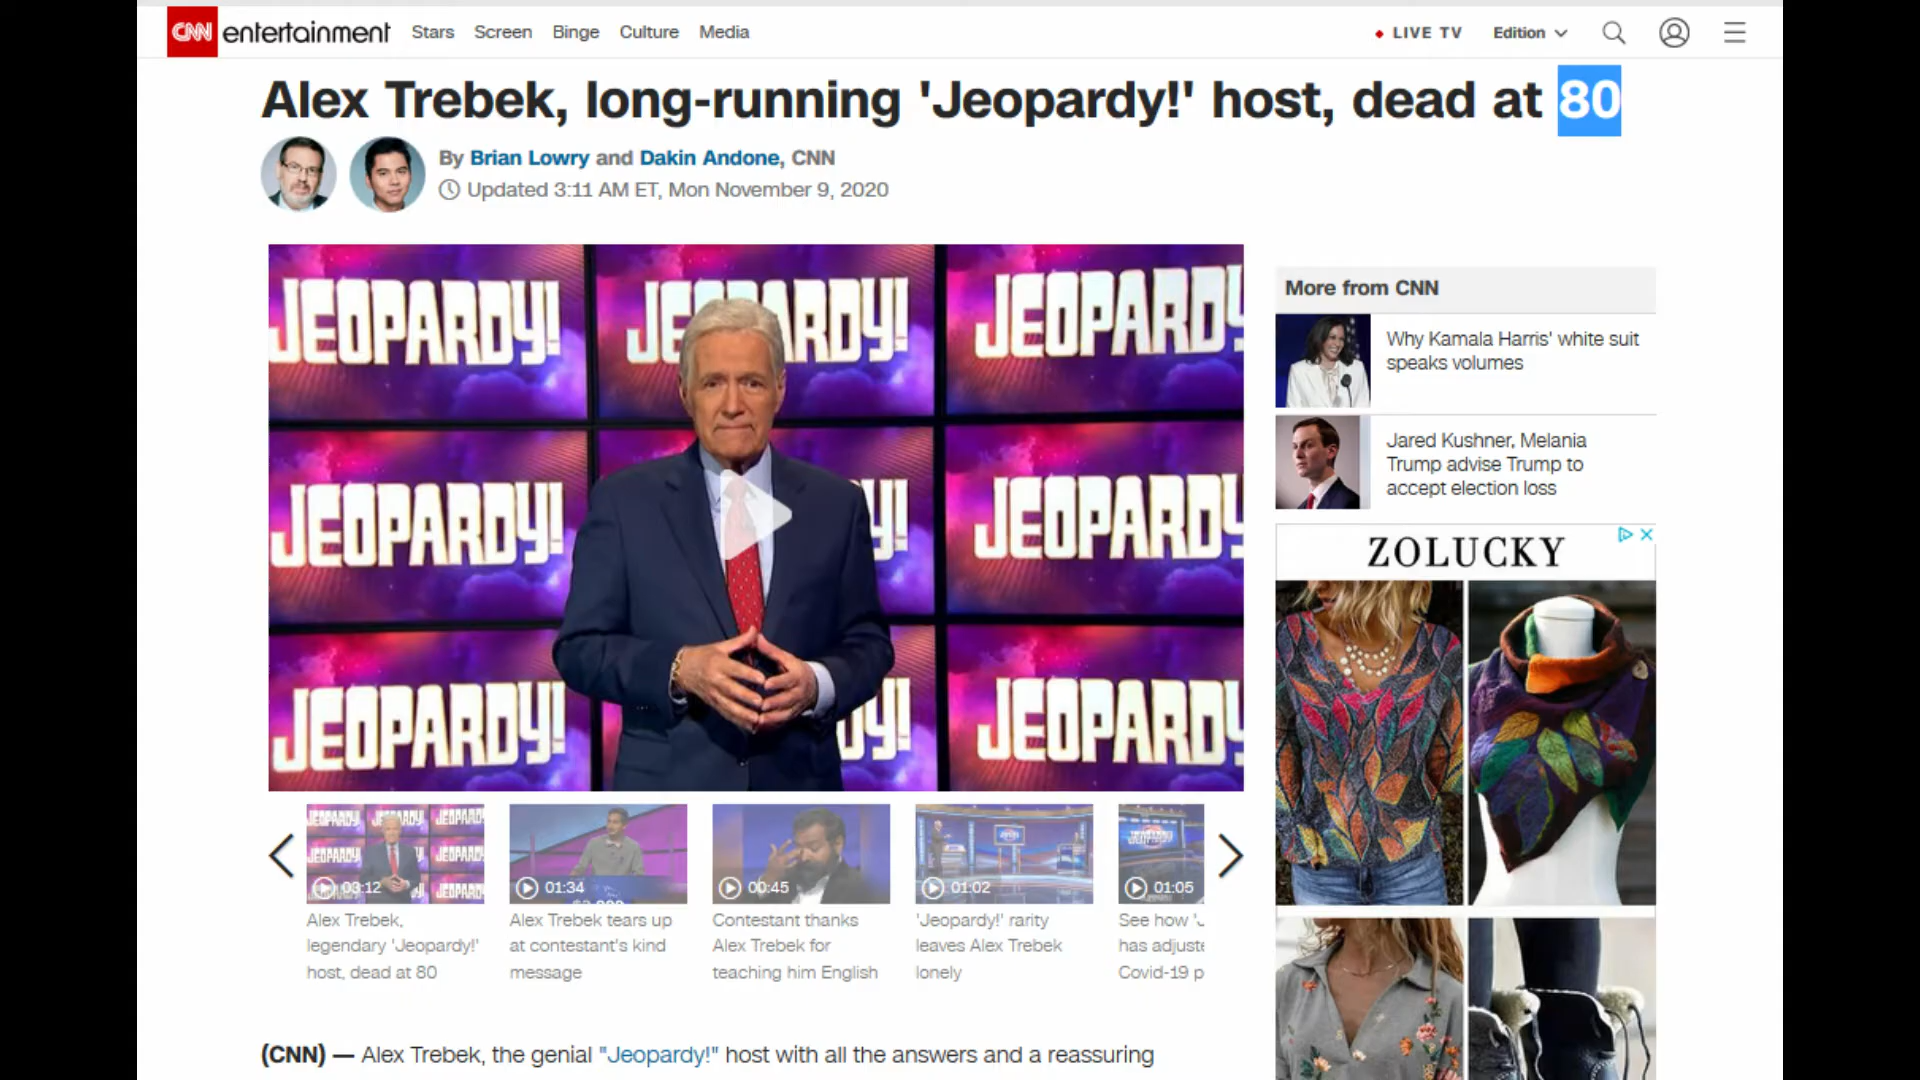 CNN entertainment Stars Screen Binge Culture Media LIVE TV Edition
Alex Trebek, long-running 'Jeopardy!' host, dead at 80
By Brian Lowry and Dakin Andone, CNN
Updated 3:11 AM ET, Mon November 9, 2020
JEOPARDY! JEOPARDY! JEOPARDY!
JEOPARDY! JEOPARDY!
JEOPARDY! JEOPARDY!
More from CNN
Why Kamala Harris' white suit
speaks volumes
Jared Kushner, Melania
Trump advise Trump to
accept election loss
ZOLUCKY
03:12
Alex Trebek,
legendary 'Jeopardy!'
host, dead at 80
01:34
Alex Trebek tears up
at contestant's kind
message
00:45
Contestant thanks
Alex Trebek for
teaching him English
01:02
'Jeopardy!' rarity
leaves Alex Trebek
lonely
01:05
See how 'J
has adjuste
Covid-19 p
(CNN) — Alex Trebek, the genial "Jeopardy!" host with all the answers and a reassuring